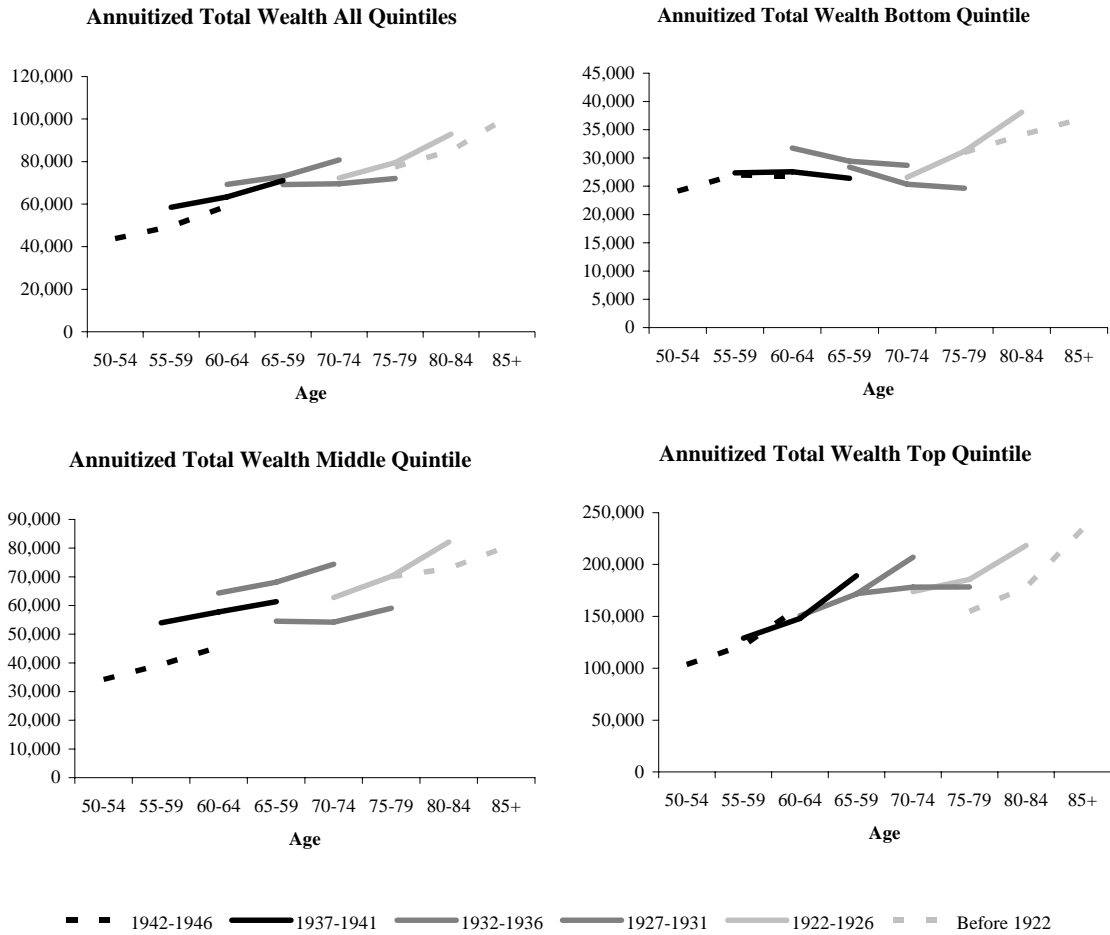 Annuitized Total Wealth All Quintiles
120,000
100,000
80,000
60,000
40,000
20,000
0
50-54 55-59 60-64 65-59 70-74 75-79 80-84 85+
Age
Annuitized Total Wealth Bottom Quintile
45,000
40,000
35,000
30,000
25,000
20,000
15,000
10,000
5,000
0
50-54 55-59 60-64 65-59 70-74 75-79 80-84 85+
Age
Annuitized Total Wealth Middle Quintile
90,000
80,000
70,000
60,000
50,000
40,000
30,000
20,000
10,000
0
50-54 55-59 60-64 65-59 70-74 75-79 80-84 85+
Age
Annuitized Total Wealth Top Quintile
250,000
200,000
150,000
100,000
50,000
0
50-54 55-59 60-64 65-59 70-74 75-79 80-84 85+
Age
1942-1946 1937-1941 1932-1936 1927-1931 1922-1926 Before 1922